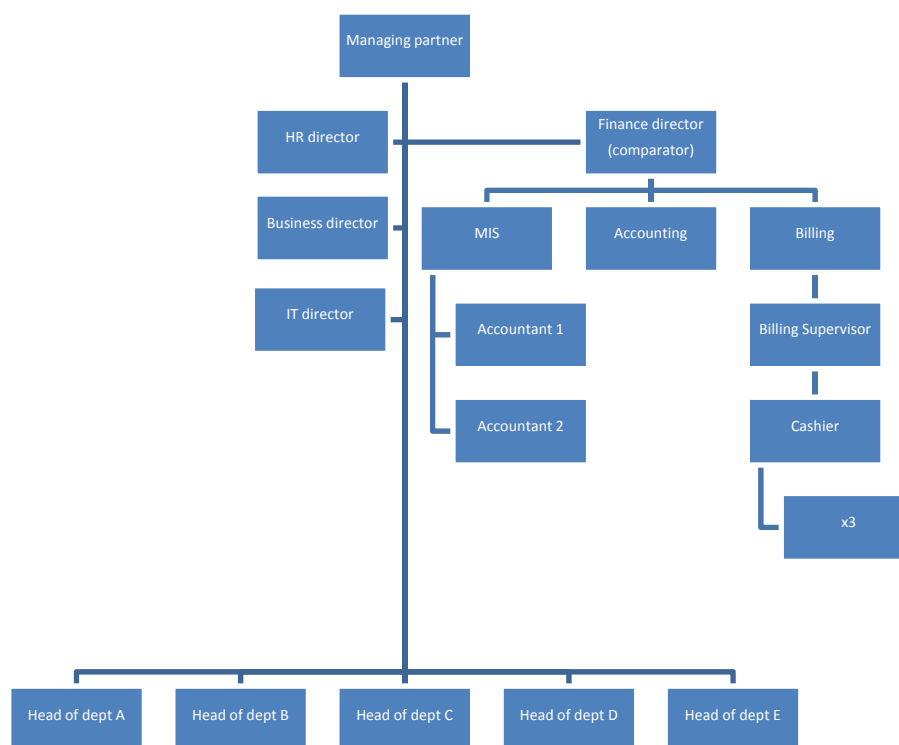 Managing partner
HR director
Finance director
(comparator)
Business director
MIS
Accounting
Billing
IT director
Accountant 1
Billing Supervisor
Accountant 2
Cashier
x3
Head of dept A
Head of dept B
Head of dept C
Head of dept D
Head of dept E